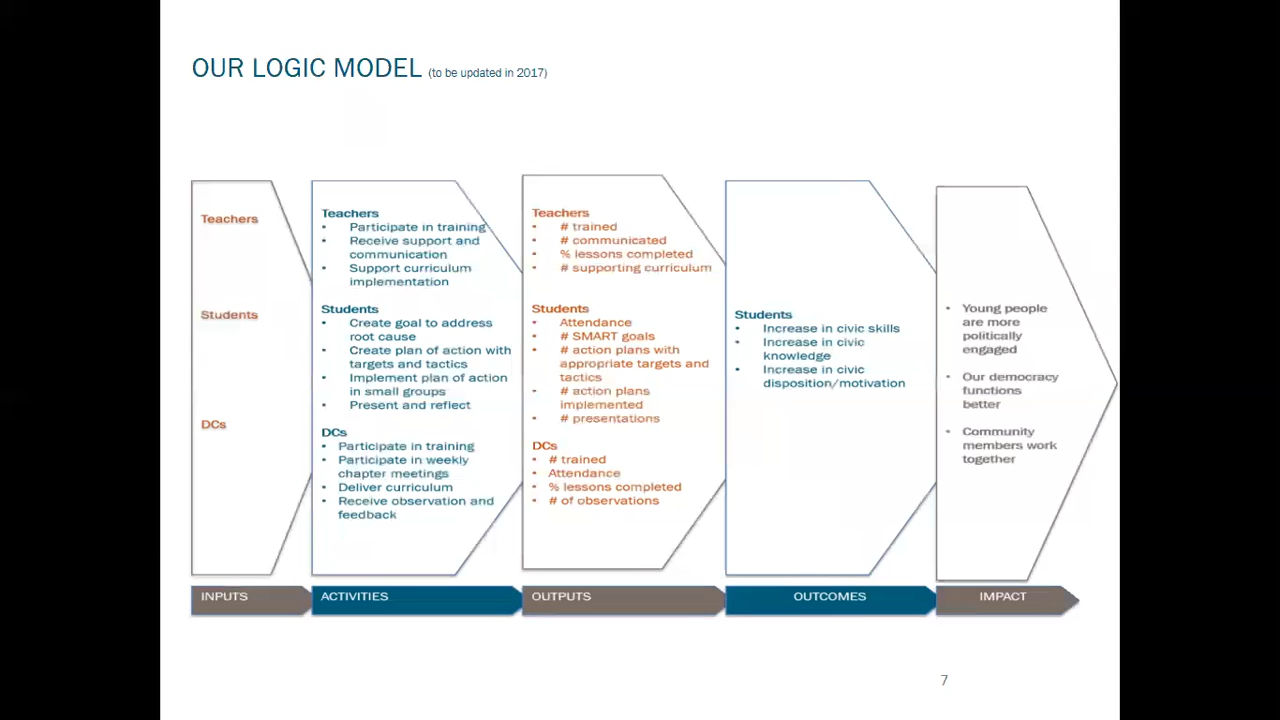 OUR LOGIC MODEL (to be updated in 2017)
Teachers
Students
DCs
Teachers
• Participate in training
• Receive support and
communication
• Support curriculum
implementation
Students
• Create goal to address
root cause
• Create plan of action with
targets and tactics
• Implement plan of action
in small groups
• Present and reflect
DCs
• Participate in training
• Participate in weekly
chapter meetings
• Deliver curriculum
• Receive observation and
feedback
Teachers
• # trained
• # communicated
• % lessons completed
• # supporting curriculum
Students
• Attendance
• # SMART goals
• # action plans with
appropriate targets and
tactics
• # action plans
implemented
• # presentations
DCs
• # trained
• Attendance
• % lessons completed
• # of observations
Students
• Increase in civic skills
• Increase in civic
knowledge
• Increase in civic
disposition/motivation
• Young people
are more
politically
engaged
• Our democracy
functions
better
• Community
members work
together
INPUTS
ACTIVITIES
OUTPUTS
OUTCOMES
IMPACT
7